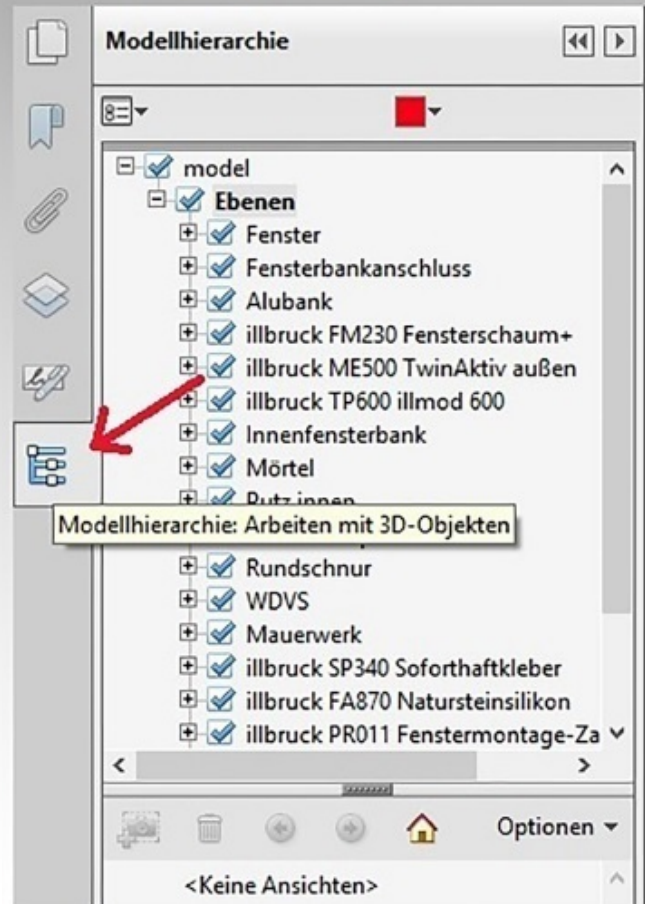 Modellhierarchie
model
Ebenen
Fenster
Fensterbankanschluss
Alubank
illbruck FM230 Fensterschaum+
illbruck ME500 TwinAktiv außen
illbruck TP600 illmod 600
Innenfensterbank
Mörtel
Putz innen
Modellhierarchie: Arbeiten mit 3D-Objekten
Rundschnur
WDVS
Mauerwerk
illbruck SP340 Soforthaftkleber
illbruck FA870 Natursteinsilikon
illbruck PR011 Fenstermontage-Za
Optionen
<Keine Ansichten>